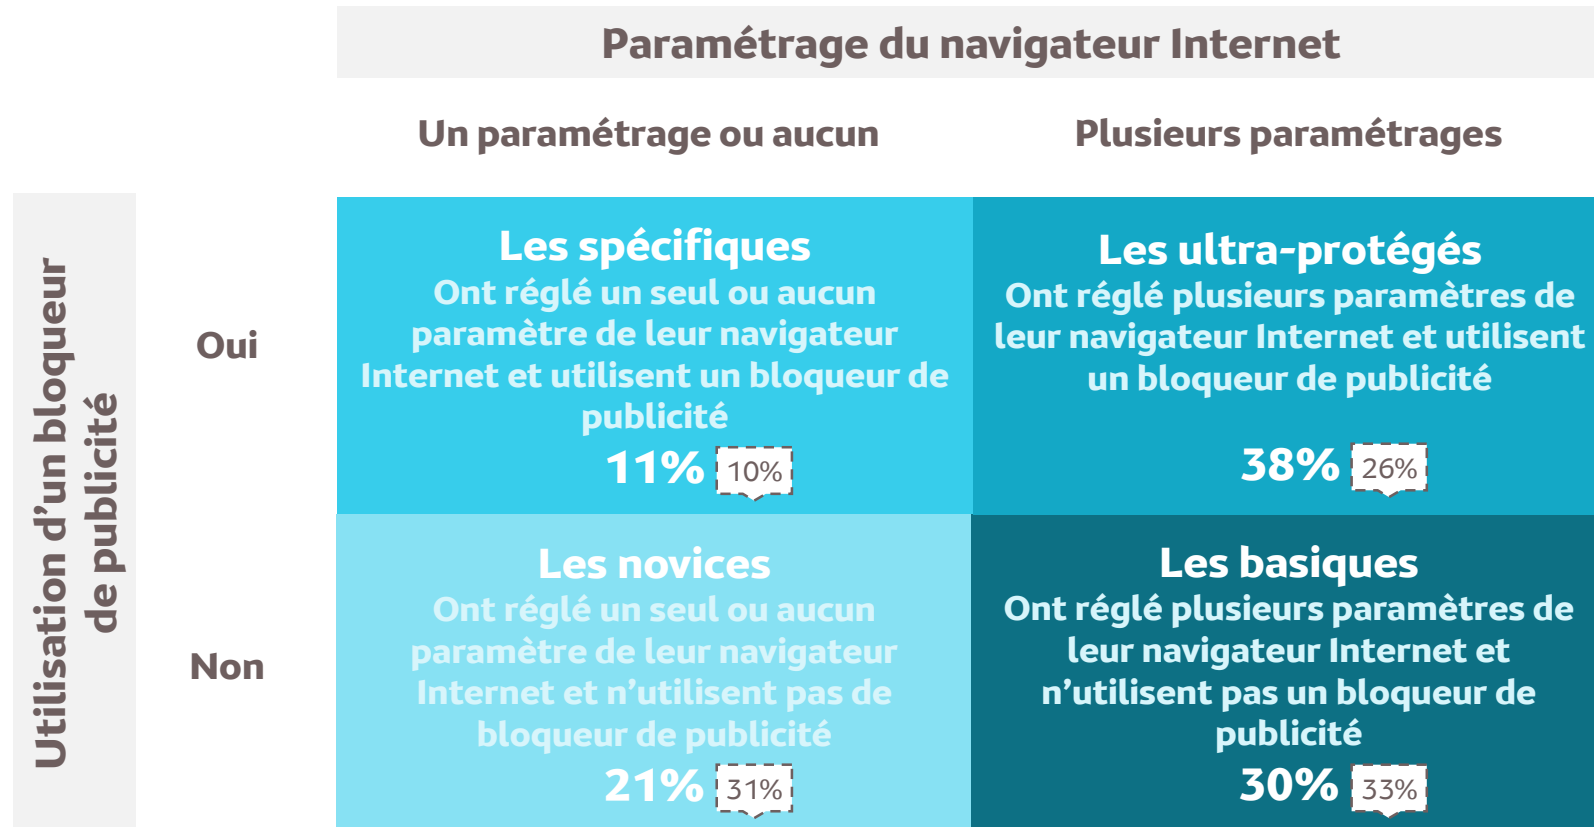 Paramétrage du navigateur Internet
Un paramétrage ou aucun
Plusieurs paramétrages
Utilisation d'un bloqueur
de publicité
Oui
Les spécifiques
Ont réglé un seul ou aucun
paramètre de leur navigateur
Internet et utilisent un bloqueur de
publicité
11% 10%
Les ultra-protégés
Ont réglé plusieurs paramètres de
leur navigateur Internet et utilisent
un bloqueur de publicité
38% 26%
Non
Les novices
Ont réglé un seul ou aucun
paramètre de leur navigateur
Internet et n'utilisent pas de
bloqueur de publicité
21% 31%
Les basiques
Ont réglé plusieurs paramètres de
leur navigateur Internet et
n'utilisent pas un bloqueur de
publicité
30% 33%